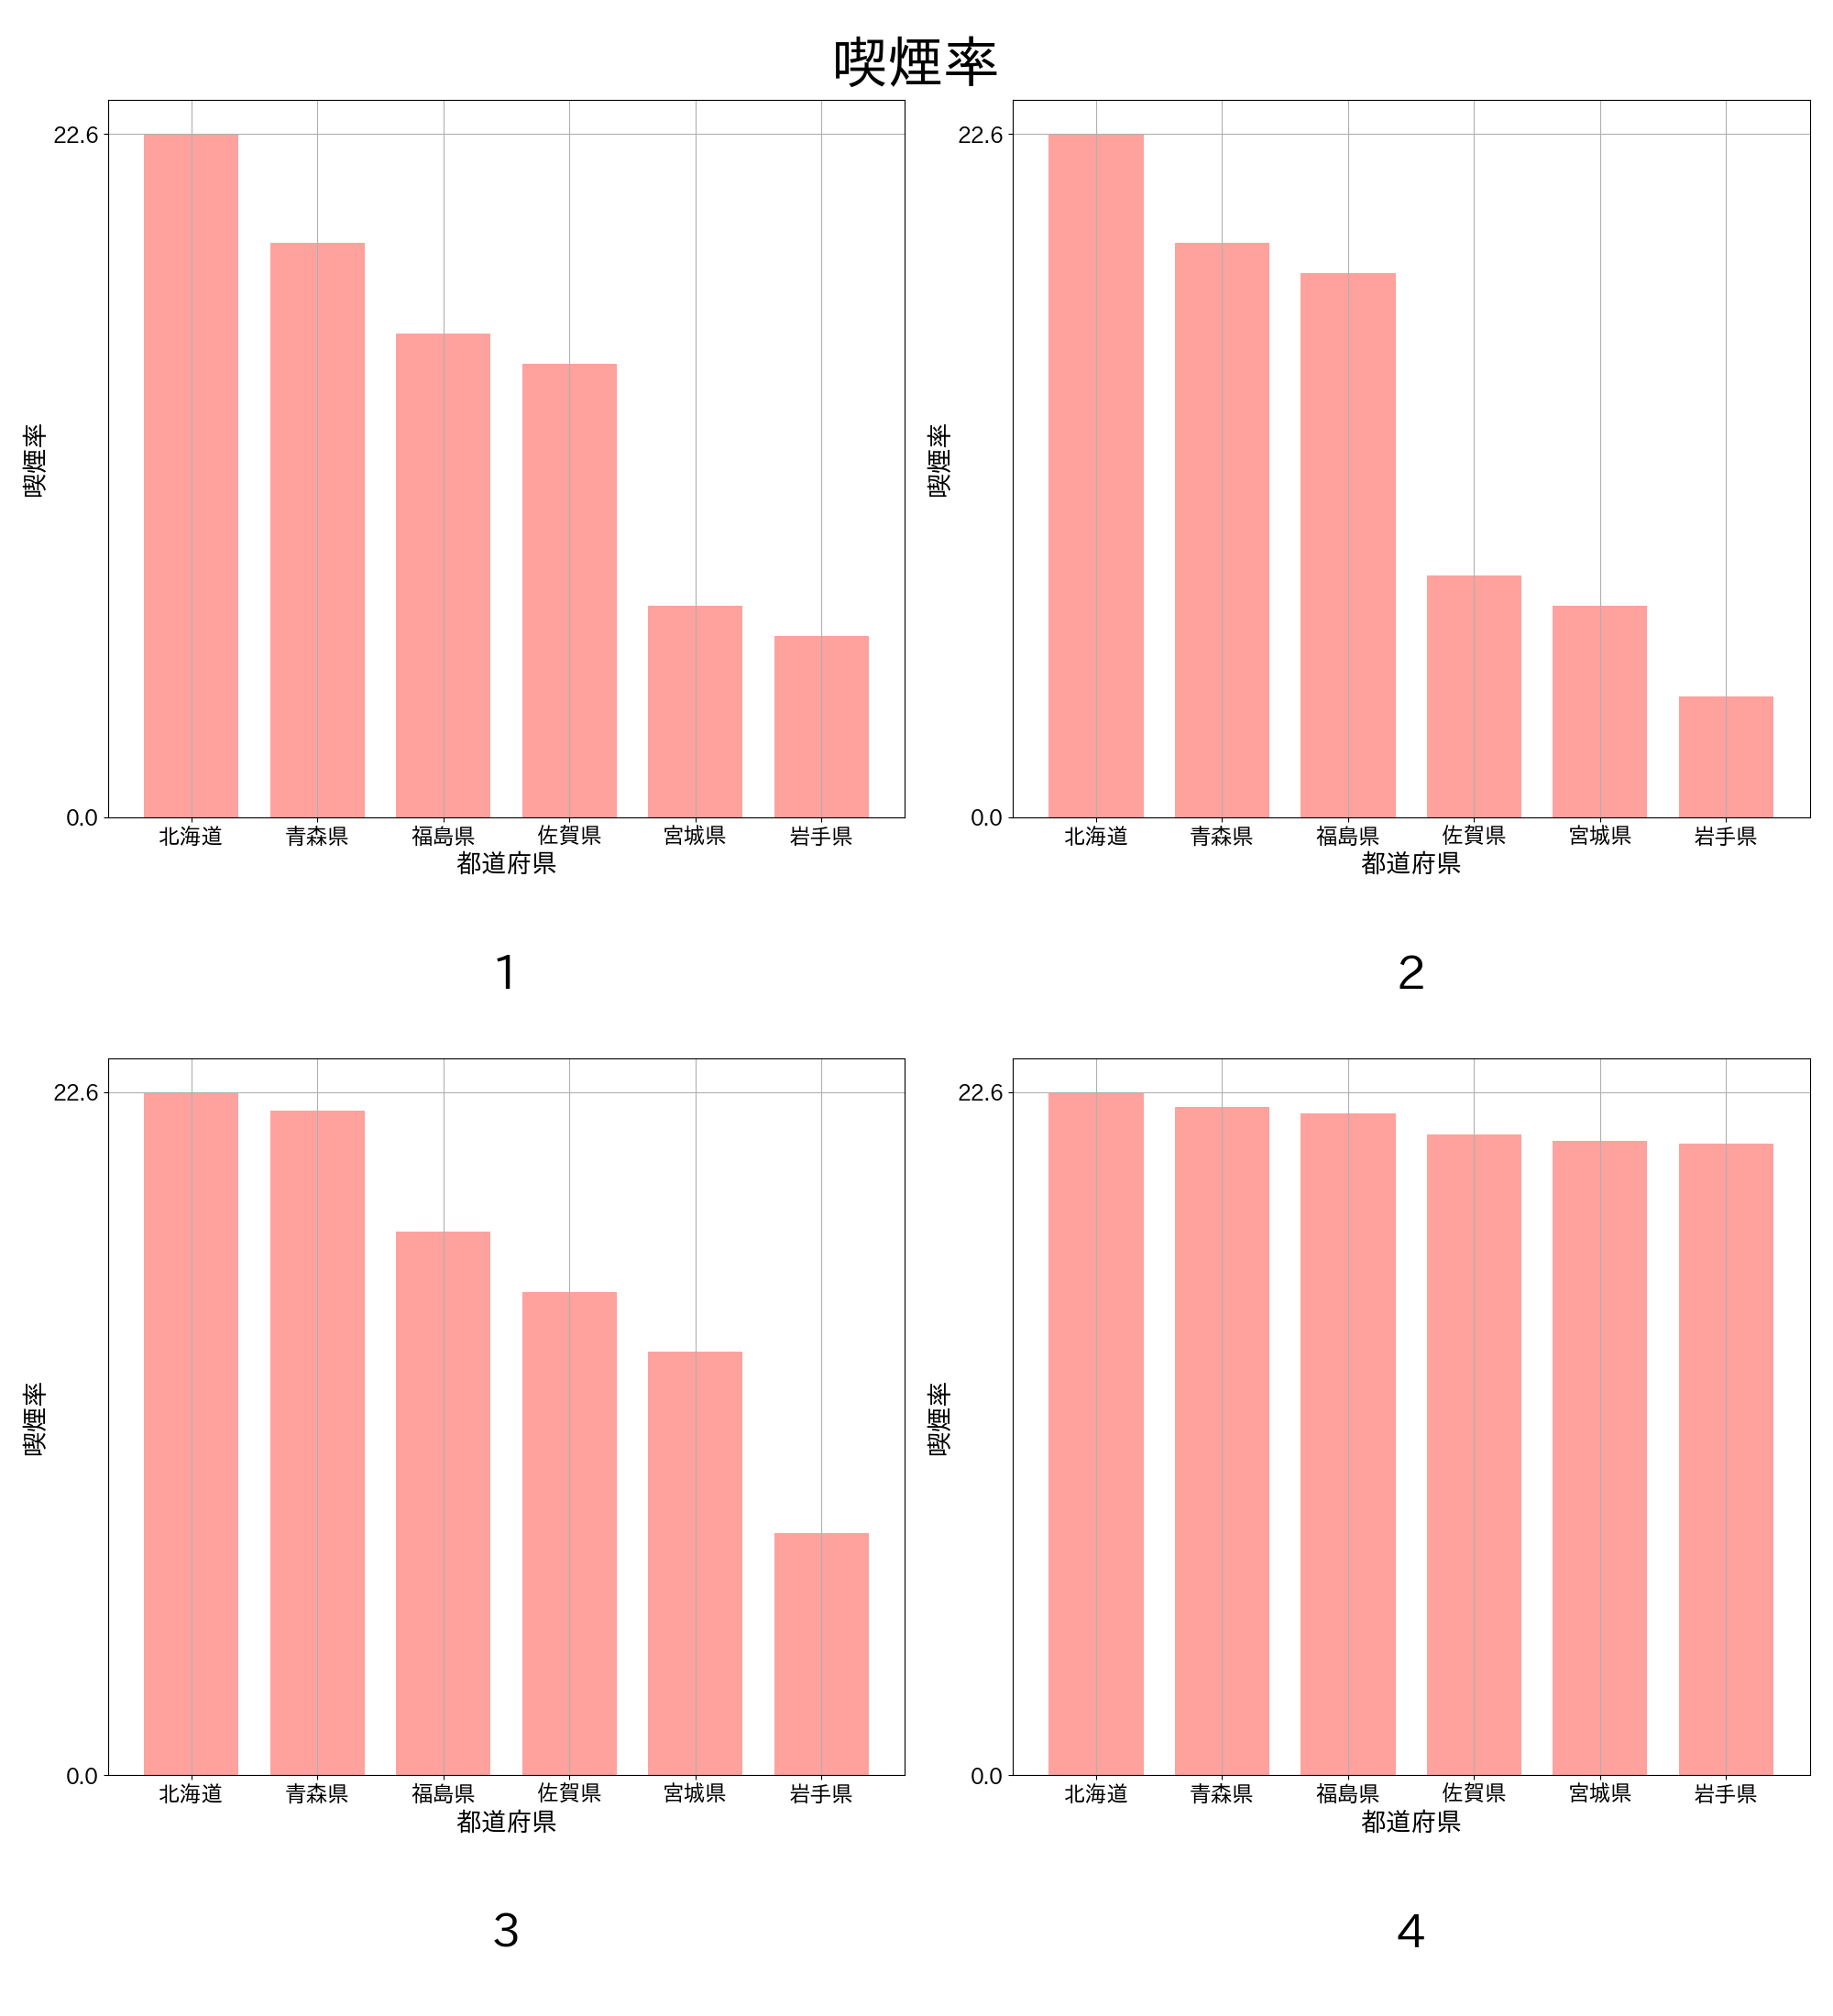 喫煙率
22.6
喫煙率
0.0
北海道 青森県 福島県 佐賀県 宮城県 岩手県
都道府県
1
22.6
喫煙率
0.0
北海道 青森県 福島県 佐賀県 宮城県 岩手県
都道府県
2
22.6
喫煙率
0.0
北海道 青森県 福島県 佐賀県 宮城県 岩手県
都道府県
3
22.6
喫煙率
0.0
北海道 青森県 福島県 佐賀県 宮城県 岩手県
都道府県
4